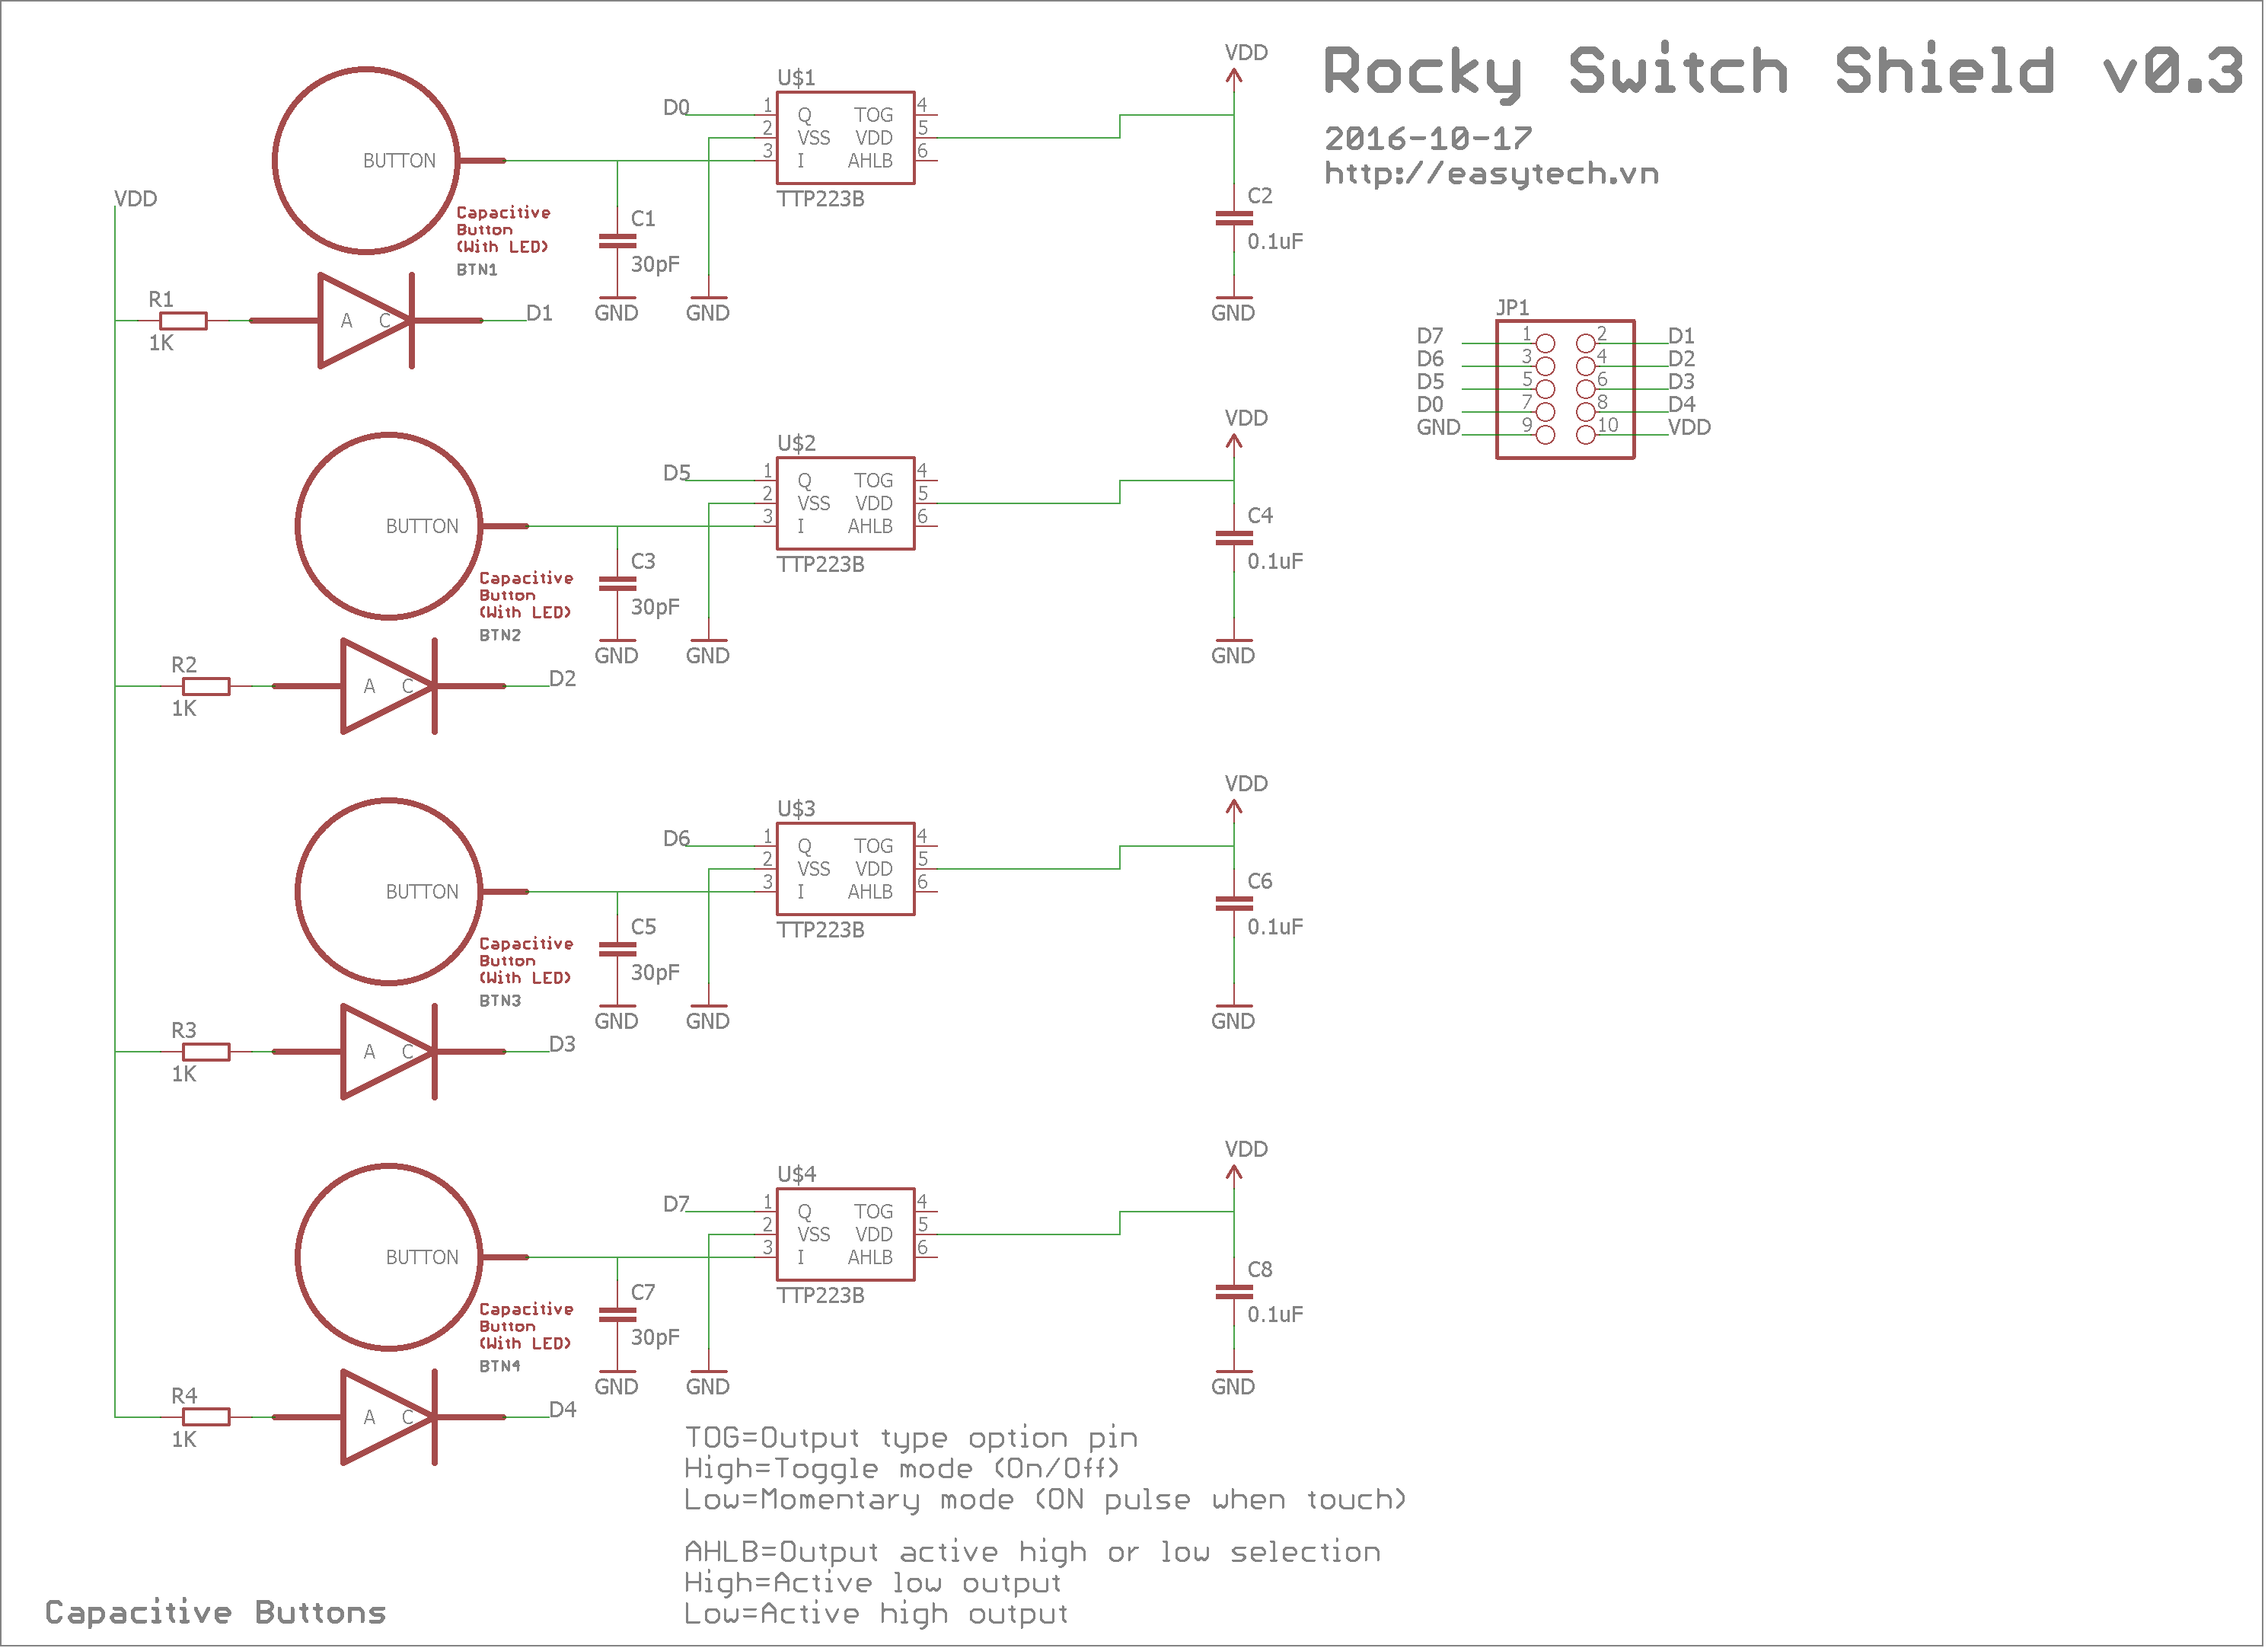 Rocky Switch Shield v0.3
2016-10-17
http://easytech.vn
VDD
BUTTON
Capacitive
Button
(With LED)
BTN1
R1
1K
A C
D1
D0
U$1
1 Q TOG 4
2 VSS VDD 5
3 I AHLB 6
TTP223B
C1
30pF
GND
GND
VDD
C2
0.1uF
GND
JP1
D7 1 2 D1
D6 3 4 D2
D5 5 6 D3
D0 7 8 D4
GND 9 10 VDD
BUTTON
Capacitive
Button
(With LED)
BTN2
R2
1K
A C
D2
D5
U$2
1 Q TOG 4
2 VSS VDD 5
3 I AHLB 6
TTP223B
C3
30pF
GND
GND
VDD
C4
0.1uF
GND
BUTTON
Capacitive
Button
(With LED)
BTN3
R3
1K
A C
D3
D6
U$3
1 Q TOG 4
2 VSS VDD 5
3 I AHLB 6
TTP223B
C5
30pF
GND
GND
VDD
C6
0.1uF
GND
BUTTON
Capacitive
Button
(With LED)
BTN4
R4
1K
A C
D4
D7
U$4
1 Q TOG 4
2 VSS VDD 5
3 I AHLB 6
TTP223B
C7
30pF
GND
GND
VDD
C8
0.1uF
GND
TOG=Output type option pin
High=Toggle mode (On/Off)
Low=Momentary mode (ON pulse when touch)
AHLB=Output active high or low selection
High=Active low output
Low=Active high output
Capacitive Buttons